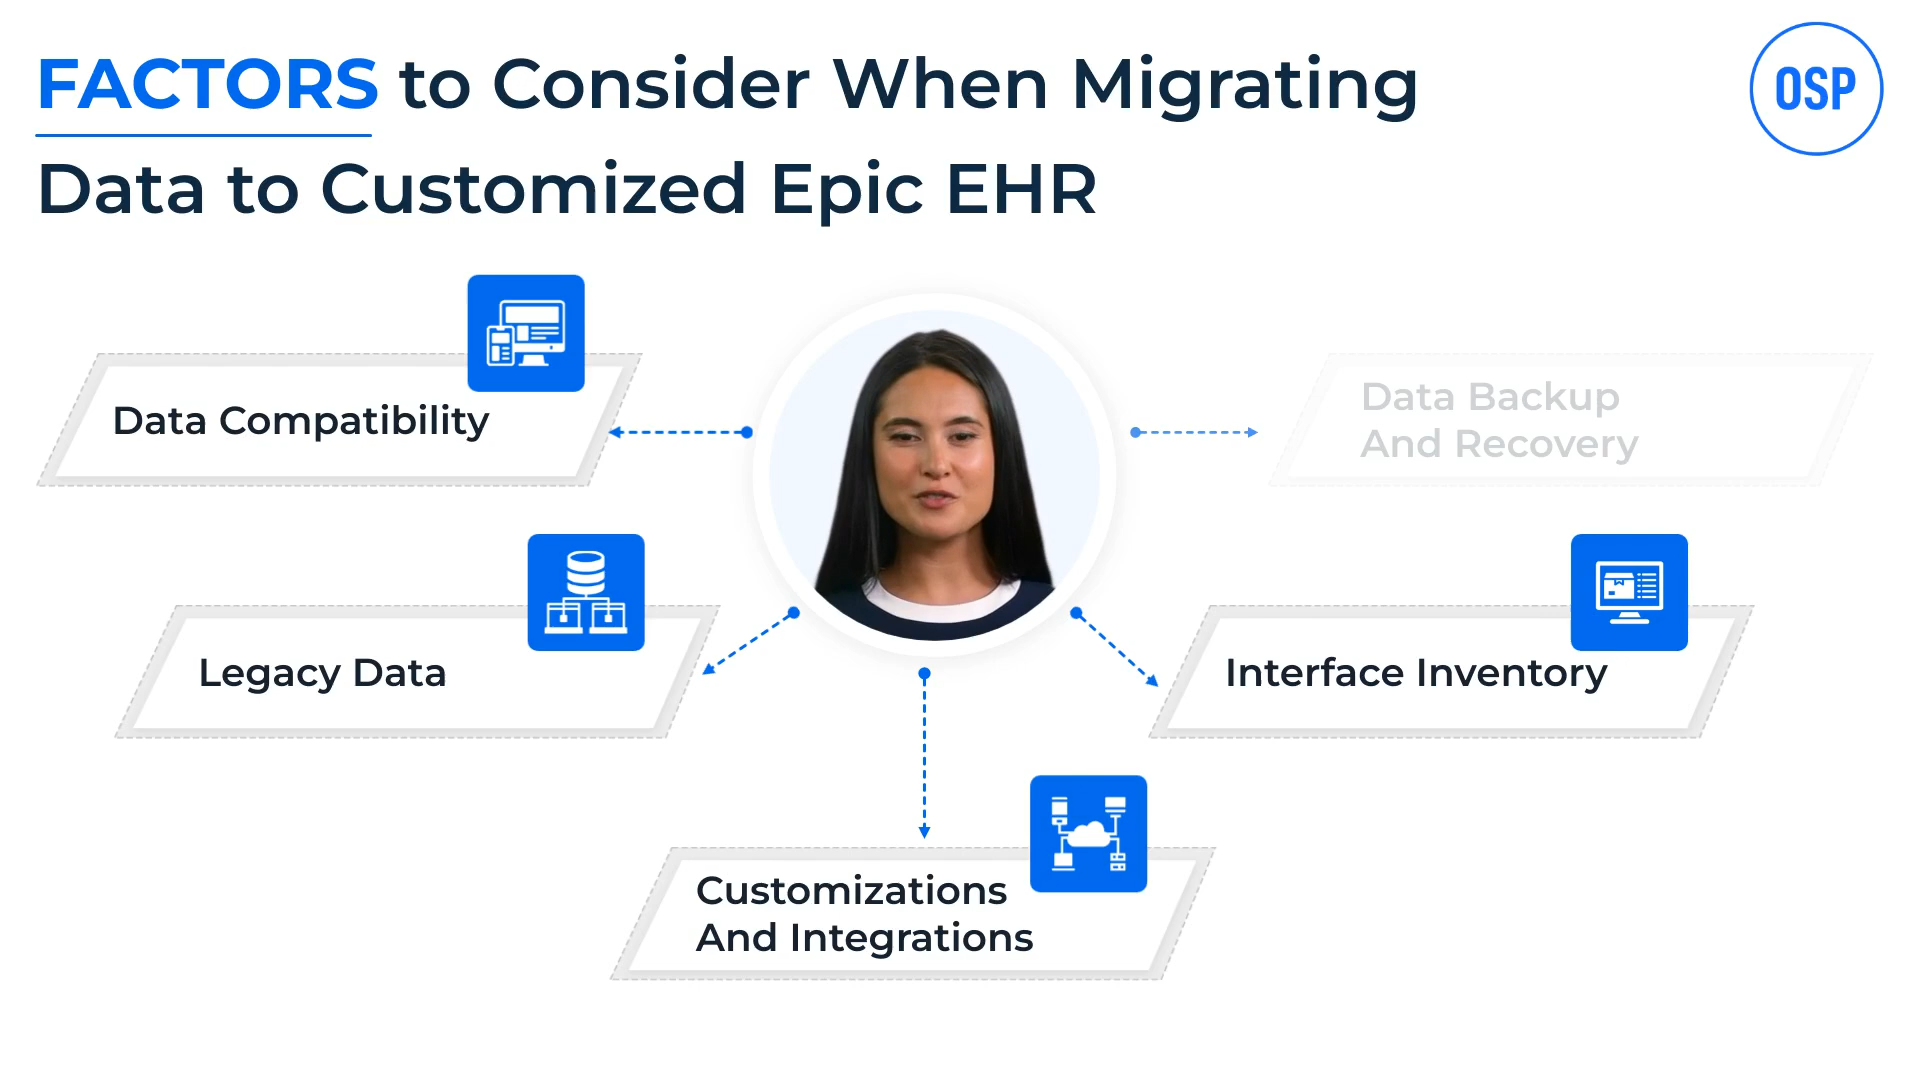 FACTORS to Consider When Migrating
Data to Customized Epic EHR
OSP
Data Compatibility
Data Backup
And Recovery
Legacy Data
Interface Inventory
Customizations
And Integrations